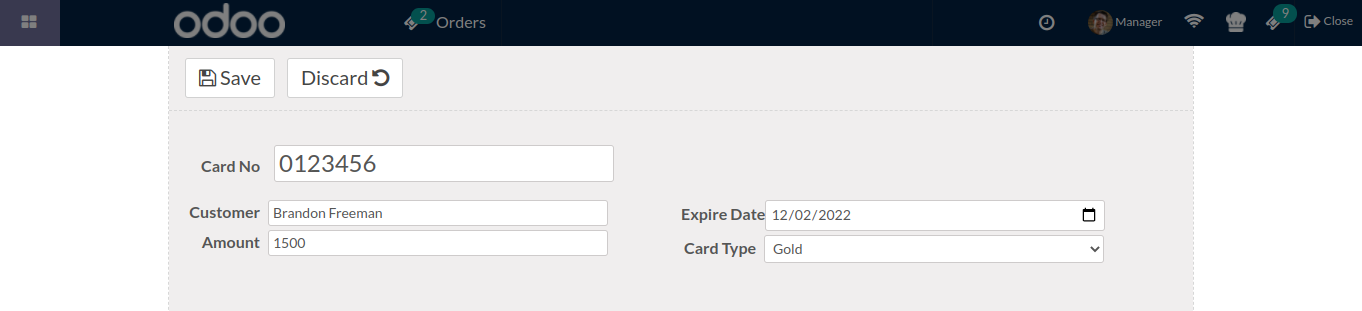 odoo
2
Orders
Manager
9
Close
Save
Discard
Card No 0123456
Customer Brandon Freeman
Expire Date 12/02/2022
Amount 1500
Card Type Gold